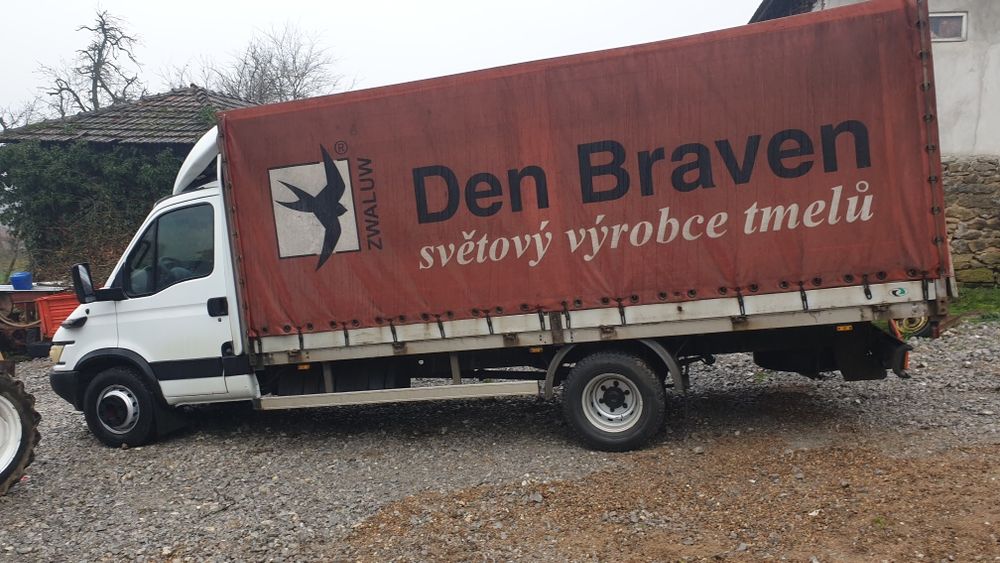 ZWALUW ®
Den Braven
světový výrobce tmelů